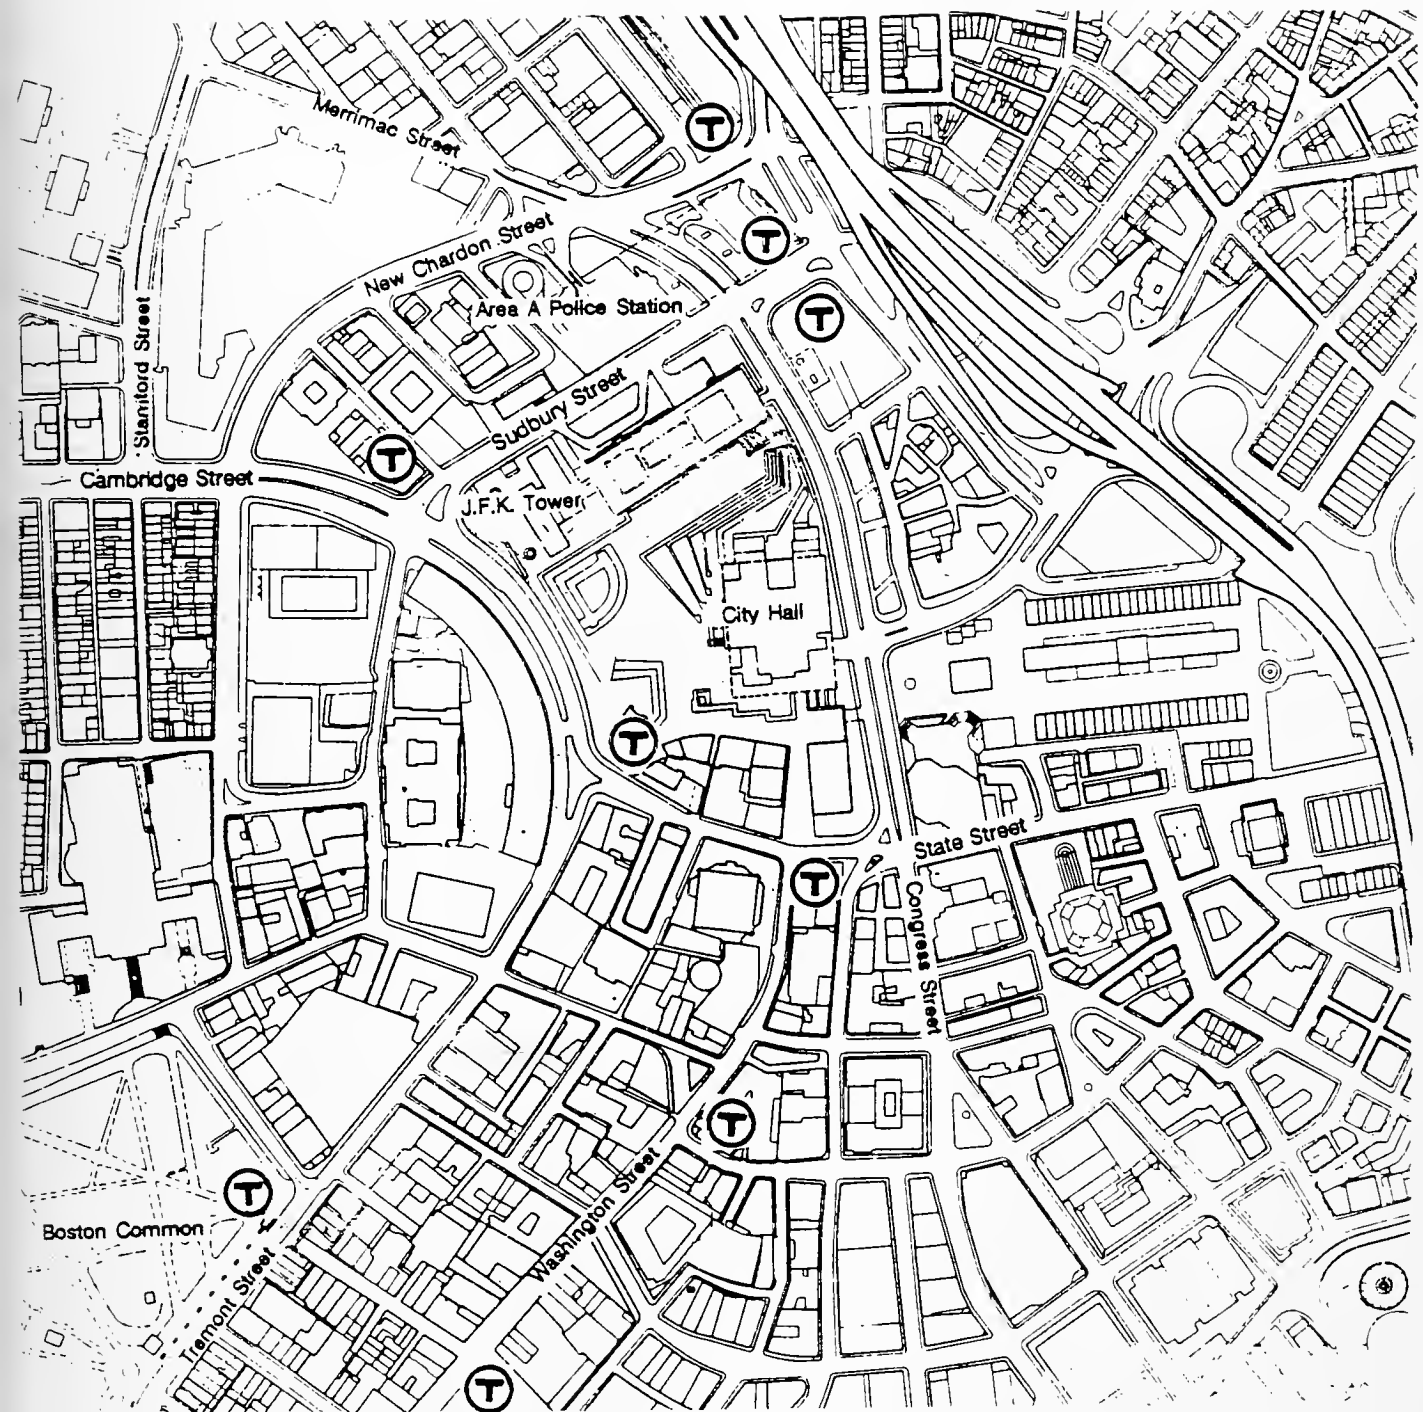 T
Merrimac Street
T
New Chardon Street
Area A Police Station
T
Stamford Street
Sudbury Street
T
Cambridge Street
J.F.K. Tower
City Hall
T
State Street
T
Congress Street
T
Washington Street
T
Boston Common
Tremont Street
T